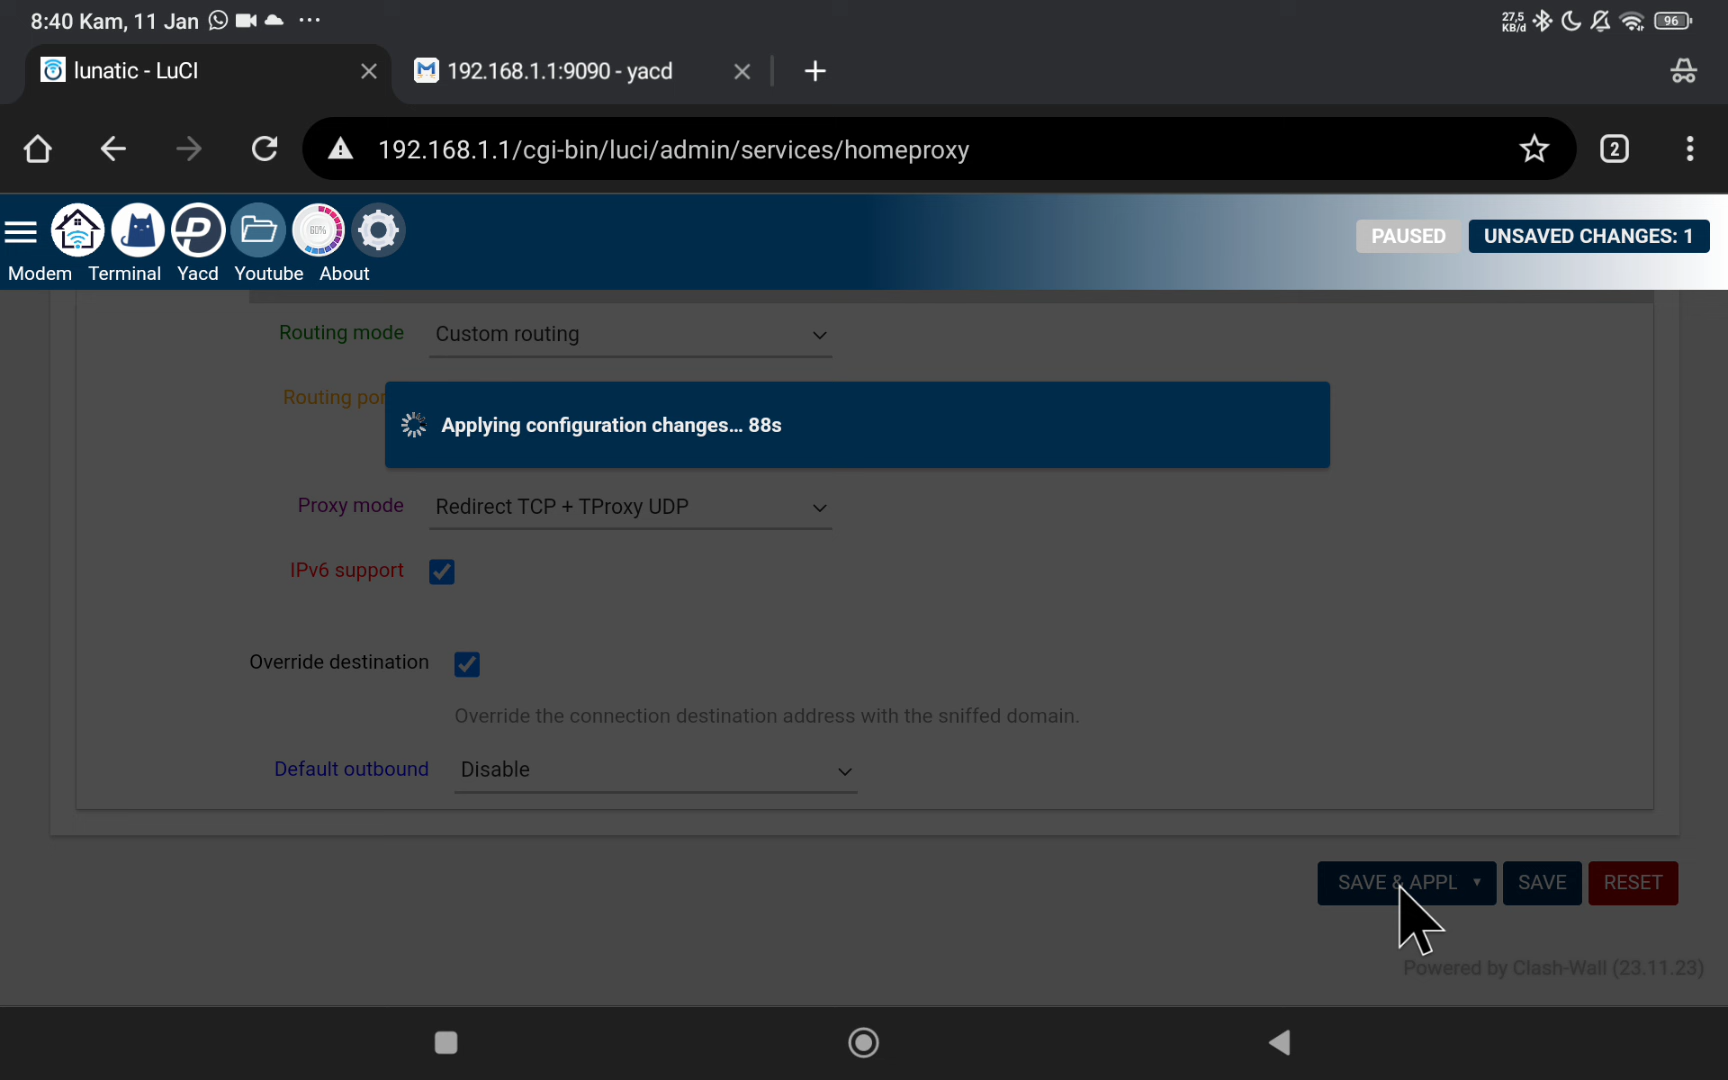 8:40 Kam, 11 Jan
27,5
KB/d
96
lunatic - LuCI
192.168.1.1:9090 - yacd
192.168.1.1/cgi-bin/luci/admin/services/homeproxy
2
60%
PAUSED
UNSAVED CHANGES: 1
Modem Terminal Yacd Youtube About
Routing mode
Custom routing
Routing por
Applying configuration changes... 88s
Proxy mode
Redirect TCP + TProxy UDP
IPv6 support
Override destination
Override the connection destination address with the sniffed domain.
Default outbound
Disable
SAVE & APPL
SAVE
RESET
Powered by Clash-Wall (23.11.23)